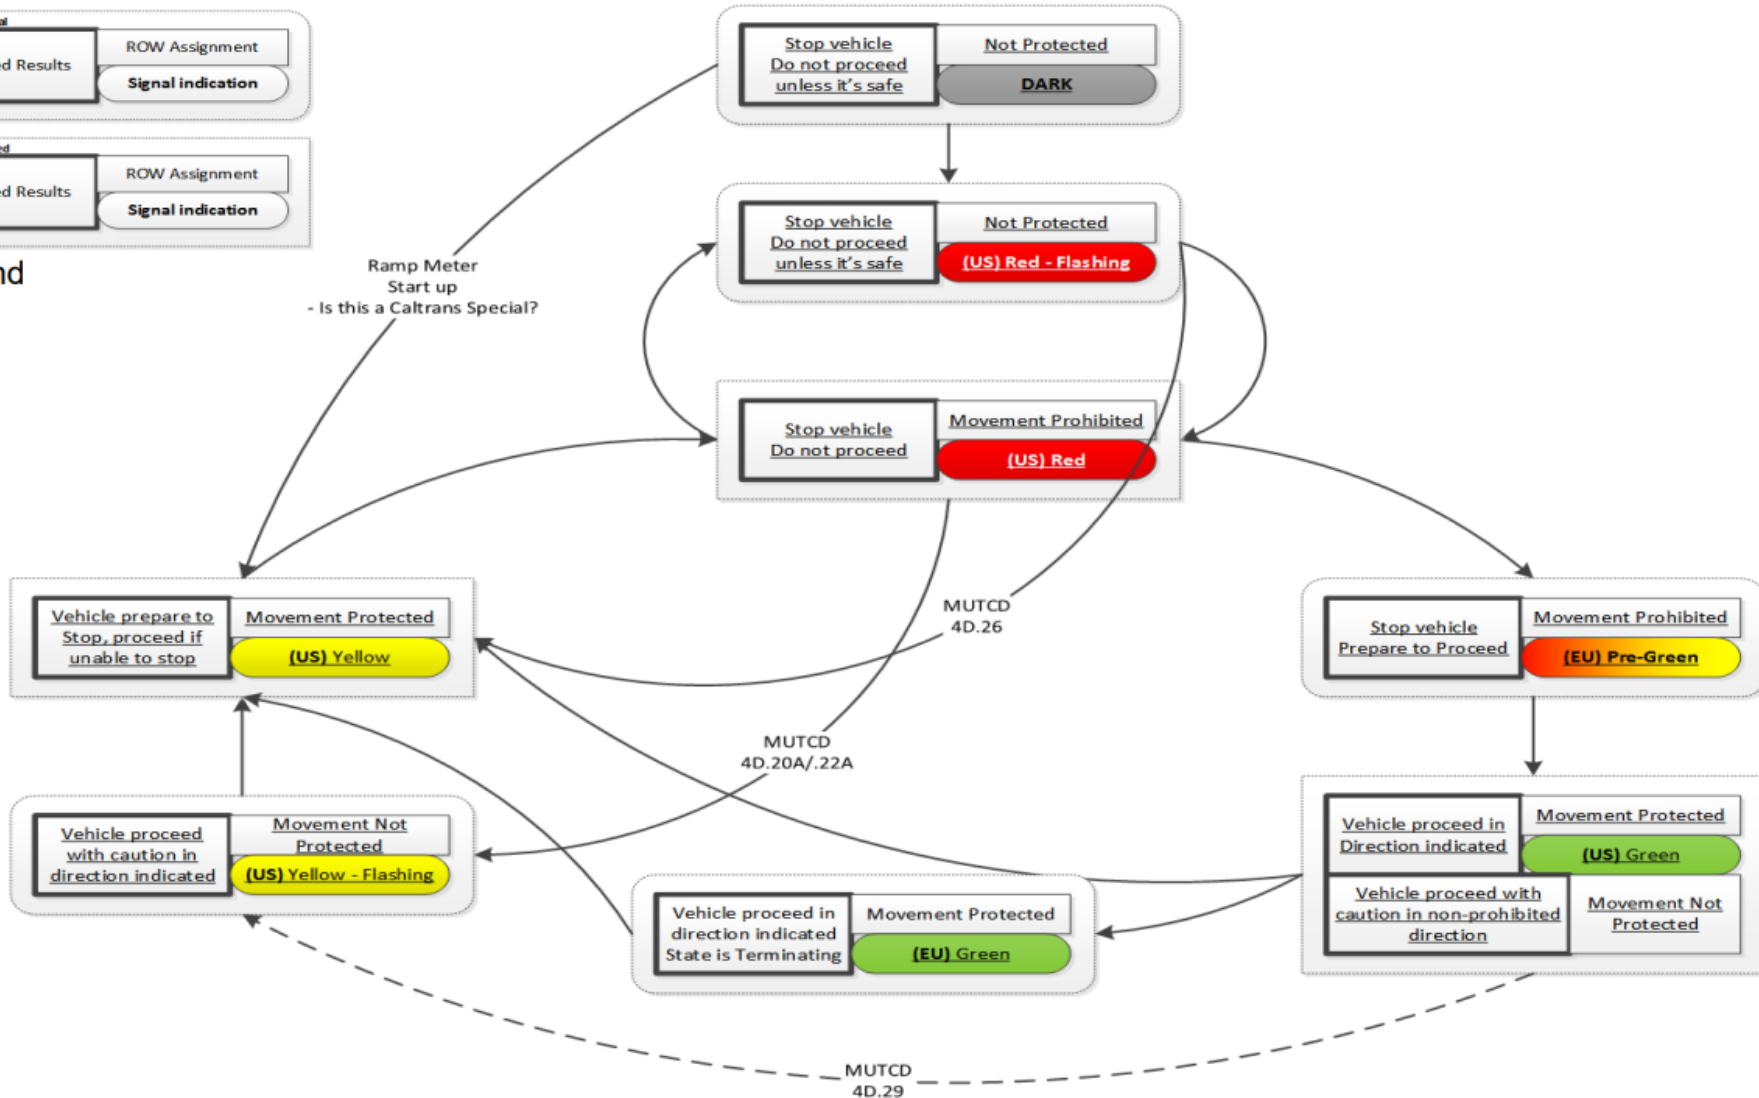 al
ROW Assignment
ed Results
Signal indication
ed
ROW Assignment
ed Results
Signal indication
nd
Stop vehicle
Do not proceed
unless it's safe
Not Protected
DARK
Stop vehicle
Do not proceed
unless it's safe
Not Protected
(US) Red - Flashing
Ramp Meter
Start up
- Is this a Caltrans Special?
Stop vehicle
Do not proceed
Movement Prohibited
(US) Red
MUTCD
4D.26
Vehicle prepare to
Stop, proceed if
unable to stop
Movement Protected
(US) Yellow
Stop vehicle
Prepare to Proceed
Movement Prohibited
(EU) Pre-Green
MUTCD
4D.20A/.22A
Vehicle proceed
with caution in
direction indicated
Movement Not
Protected
(US) Yellow - Flashing
Vehicle proceed in
direction indicated
State is Terminating
Movement Protected
(EU) Green
Vehicle proceed in
Direction indicated
Movement Protected
(US) Green
Vehicle proceed with
caution in non-prohibited
direction
Movement Not
Protected
MUTCD
4D.29